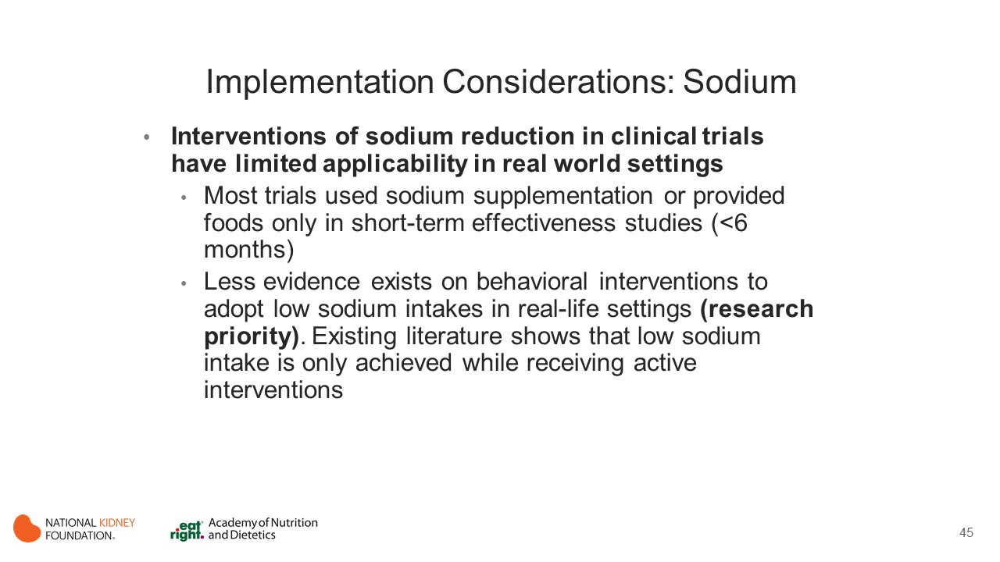 Implementation Considerations: Sodium
• Interventions of sodium reduction in clinical trials
have limited applicability in real world settings
• Most trials used sodium supplementation or provided
foods only in short-term effectiveness studies (<6
months)
• Less evidence exists on behavioral interventions to
adopt low sodium intakes in real-life settings (research
priority). Existing literature shows that low sodium
intake is only achieved while receiving active
interventions
NATIONAL KIDNEY
FOUNDATION®
eat
right.
Academy of Nutrition
and Dietetics
45